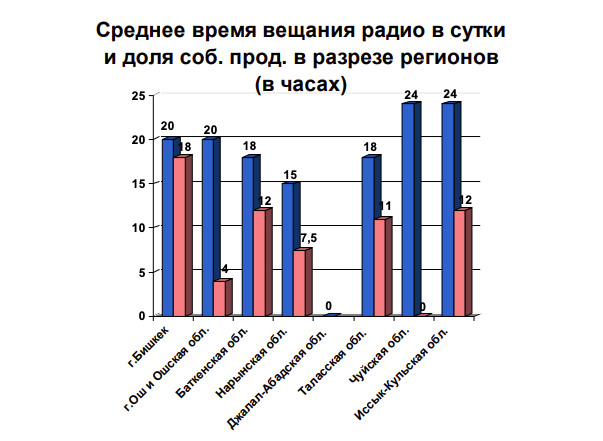 Среднее время вещания радио в сутки
и доля соб. прод. в разрезе регионов
(в часах)
25
20
15
10
5
0
20
18
20
4
18
12
15
7,5
0
18
11
24
0
24
12
г.Бишкек
г.Ош и Ошская обл.
Баткенская обл.
Нарынская обл.
Джалал-Абадская обл.
Таласская обл.
Чуйская обл.
Иссык-Кульская обл.